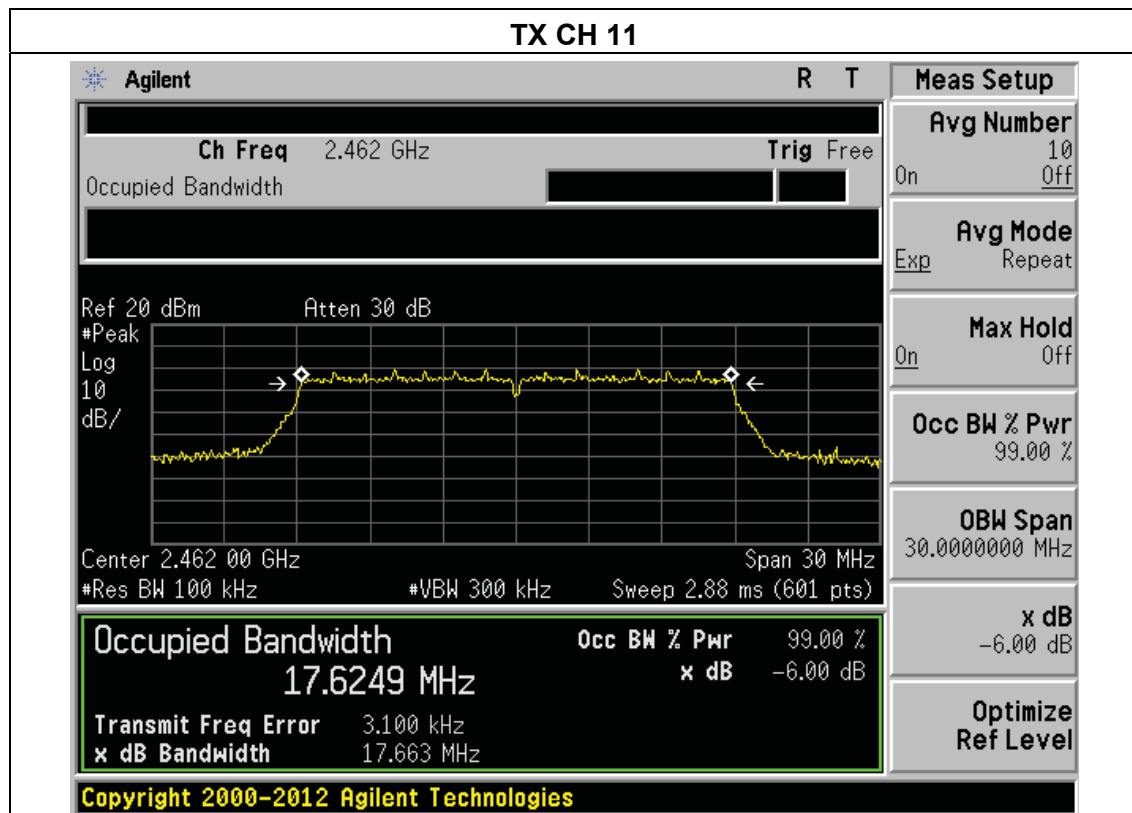 TX CH 11
Agilent R T
Ch Freq 2.462 GHz Trig Free
Occupied Bandwidth
Ref 20 dBm Atten 30 dB
#Peak
Log
10
dB/
Center 2.462 00 GHz Span 30 MHz
#Res BW 100 kHz #VBW 300 kHz Sweep 2.88 ms (601 pts)
Occupied Bandwidth Occ BW % Pwr 99.00 %
17.6249 MHz x dB -6.00 dB
Transmit Freq Error 3.100 kHz
x dB Bandwidth 17.663 MHz
Copyright 2000-2012 Agilent Technologies
Meas Setup
Avg Number
10
On Off
Avg Mode
Exp Repeat
Max Hold
On Off
Occ BW % Pwr
99.00 %
OBW Span
30.0000000 MHz
x dB
-6.00 dB
Optimize
Ref Level